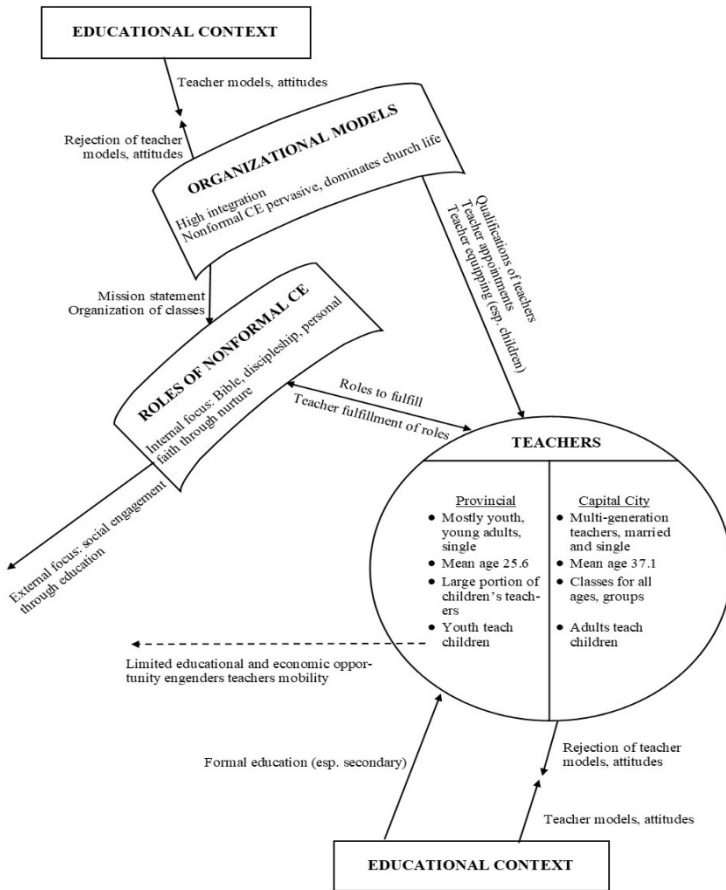 EDUCATIONAL CONTEXT
Teacher models, attitudes
Rejection of teacher
models, attitudes
ORGANIZATIONAL MODELS
High integration
Nonformal CE pervasive, dominates church life
Qualifications of teachers
Teacher appointments
Teacher equipping (esp. children)
Mission statement
Organization of classes
ROLES OF NONFORMAL CE
Internal focus: Bible, discipleship, personal
faith through nurture
Roles to fulfill
Teacher fulfillment of roles
External focus: social engagement
through education
TEACHERS
Provincial
• Mostly youth,
young adults,
single
• Mean age 25.6
• Large portion of
children’s teach-
ers
• Youth teach
children
Capital City
• Multi-generation
teachers, married
and single
• Mean age 37.1
• Classes for all
ages, groups
• Adults teach
children
Limited educational and economic oppor-
tunity engenders teachers mobility
Formal education (esp. secondary)
Rejection of teacher
models, attitudes
Teacher models, attitudes
EDUCATIONAL CONTEXT